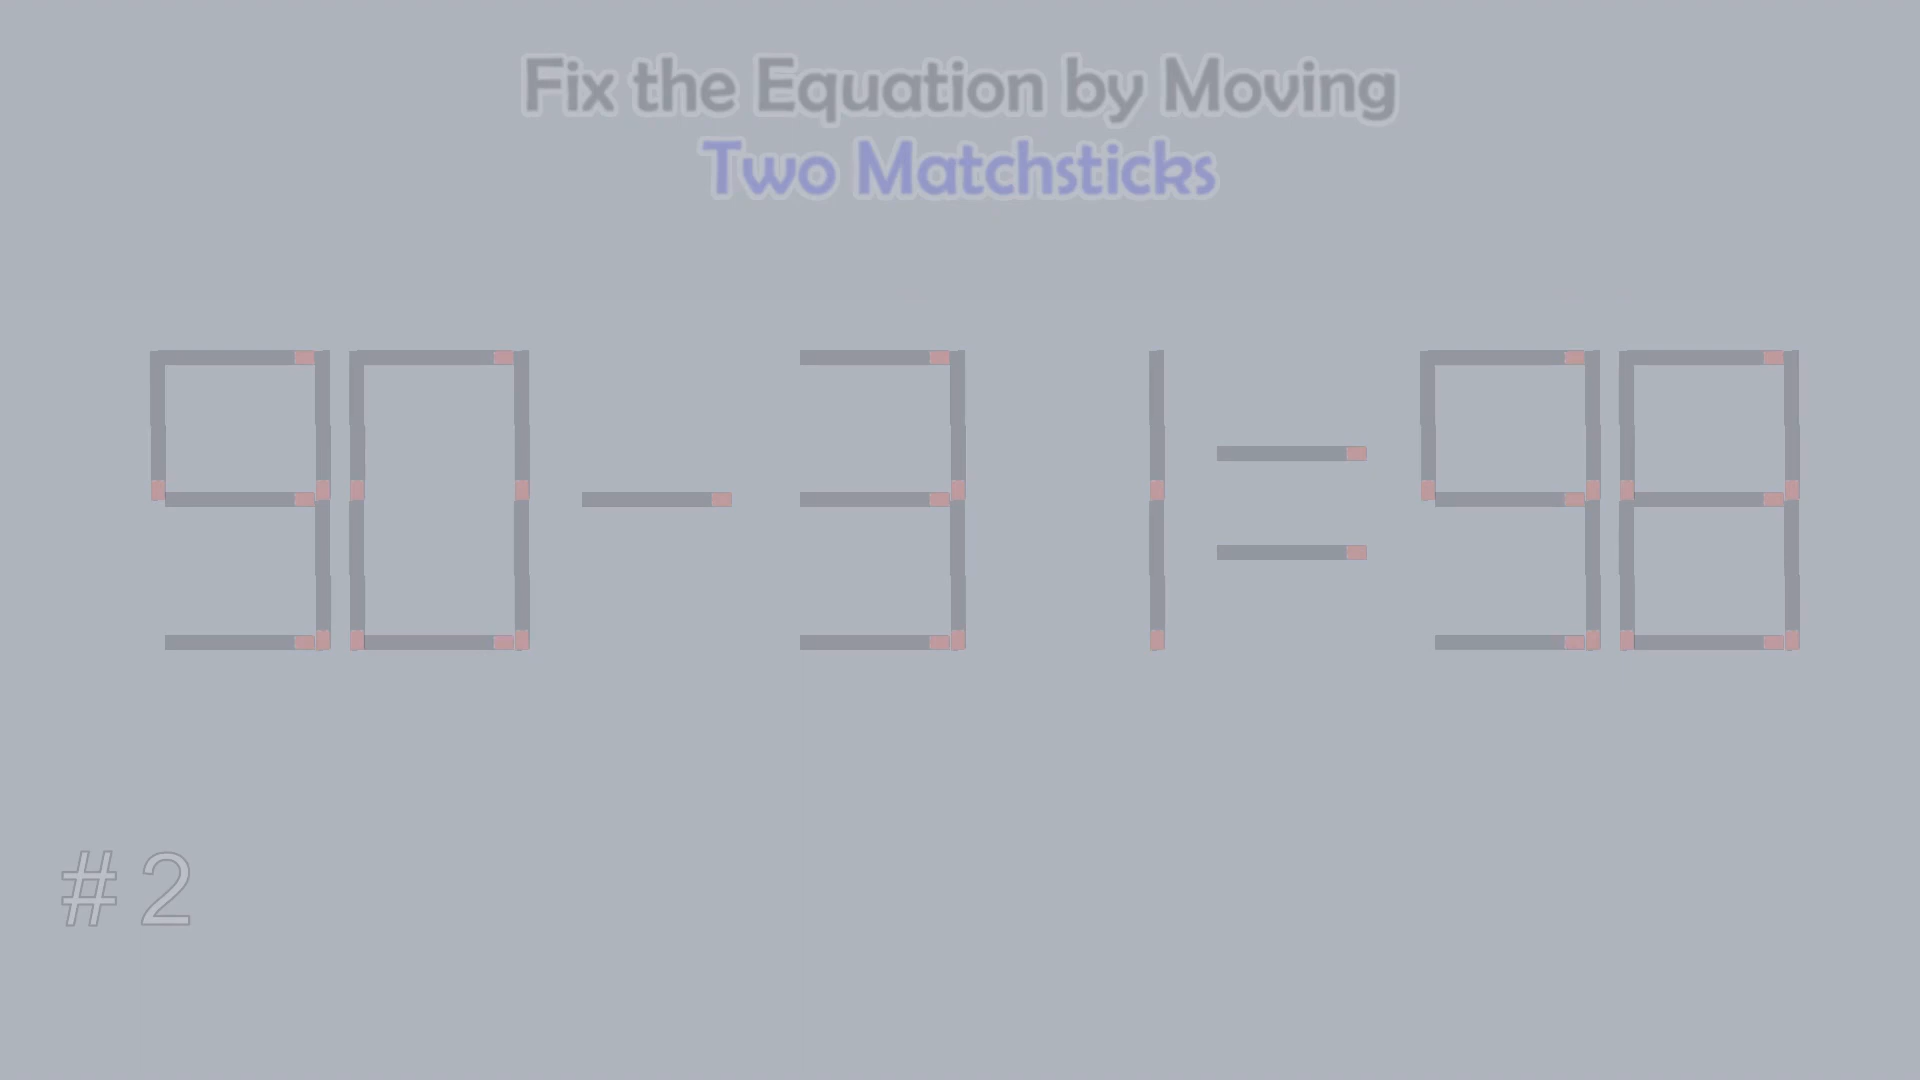 Fix the Equation by Moving
Two Matchsticks
90-31=98
#2